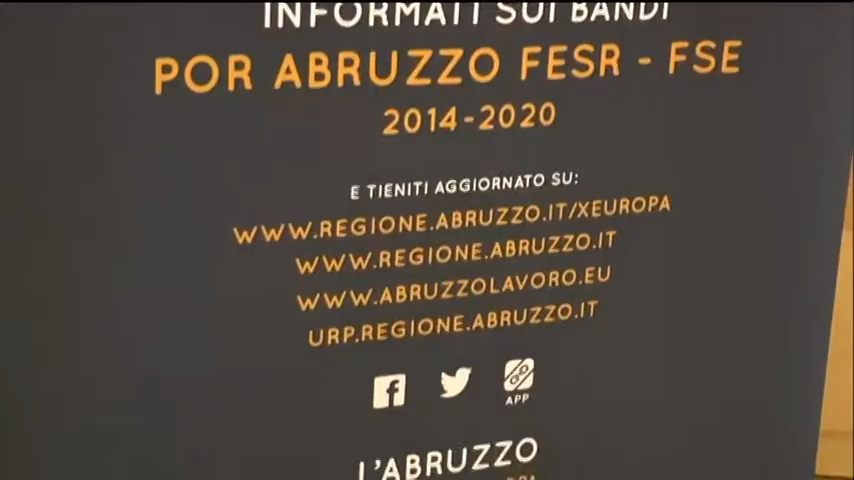 INFORMATI SUI BANDI
POR ABRUZZO FESR - FSE
2014-2020
E TIENITI AGGIORNATO SU:
WWW.REGIONE.ABRUZZO.IT/XEUROPA
WWW.REGIONE.ABRUZZO.IT
WWW.ABRUZZOLAVORO.EU
URP.REGIONE.ABRUZZO.IT
APP
L'ABRUZZO